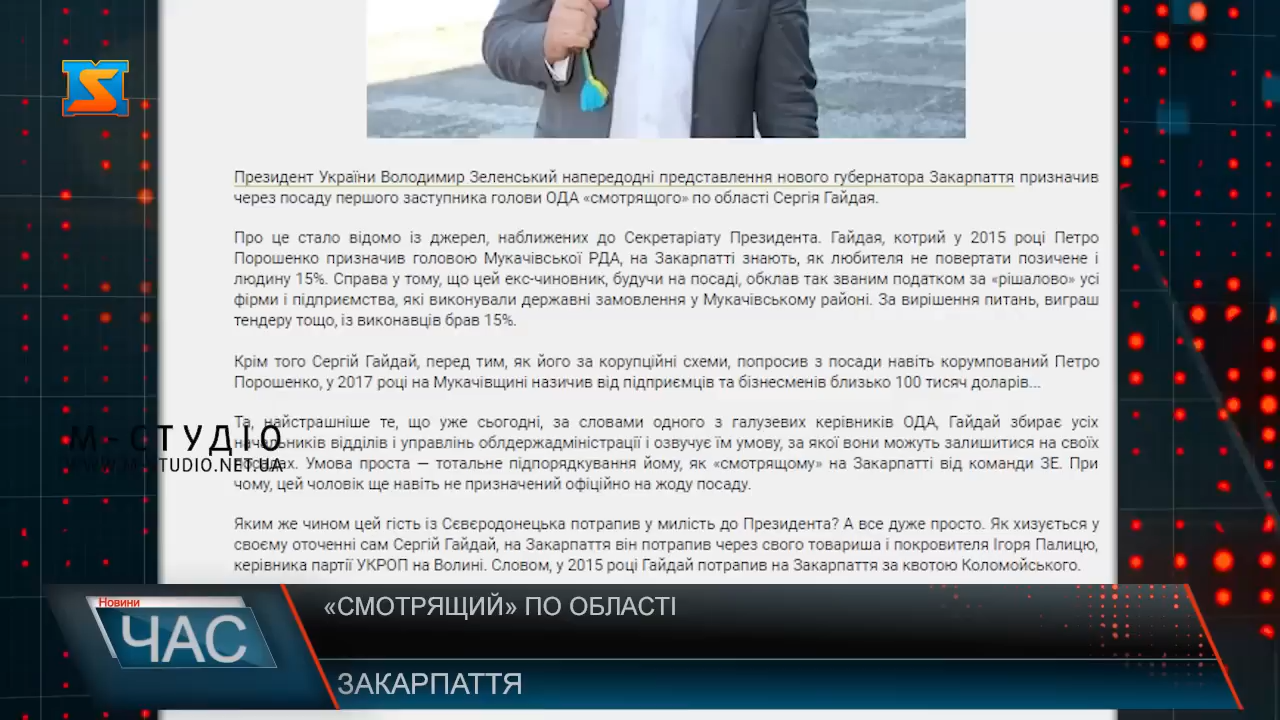 Президент України Володимир Зеленський напередодні представлення нового губернатора Закарпаття призначив
через посаду першого заступника голови ОДА «смотрящого» по області Сергія Гайдая.
Про це стало відомо із джерел, наближених до Секретаріату Президента. Гайдая, котрий у 2015 році Петро
Порошенко призначив головою Мукачівської РДА, на Закарпатті знають, як любителя не повертати позичене і
людину 15%. Справа у тому, що цей екс-чиновник, будучи на посаді, обклав так званим податком за «рішалово» усі
фірми і підприємства, які виконували державні замовлення у Мукачівському районі. За вирішення питань, виграш
тендеру тощо, із виконавців брав 15%.
Крім того Сергій Гайдай, перед тим, як його за корупційні схеми, попросив з посади навіть корумпований Петро
Порошенко, у 2017 році на Мукачівщині назичив від підприємців та бізнесменів близько 100 тисяч доларів...
Та, найстрашніше те, що уже сьогодні, за словами одного з галузевих керівників ОДА, Гайдай збирає усіх
начальників відділів і управлінь облдержадміністрації і озвучує їм умову, за якої вони можуть залишитися на своїх
посадах. Умова проста — тотальне підпорядкування йому, як «смотрящому» на Закарпатті від команди ЗЕ. При
чому, цей чоловік ще навіть не призначений офіційно на жоду посаду.
М-СТУДІО
WWW.M-STUDIO.NET.UA
Яким же чином цей гість із Сєвєродонецька потрапив у милість до Президента? А все дуже просто. Як хизується у
своєму оточенні сам Сергій Гайдай, на Закарпаття він потрапив через свого товариша і покровителя Ігоря Палицю,
керівника партії УКРОП на Волині. Словом, у 2015 році Гайдай потрапив на Закарпаття за квотою Коломойського.
Новини
ЧАС
«СМОТРЯЩИЙ» ПО ОБЛАСТІ
ЗАКАРПАТТЯ